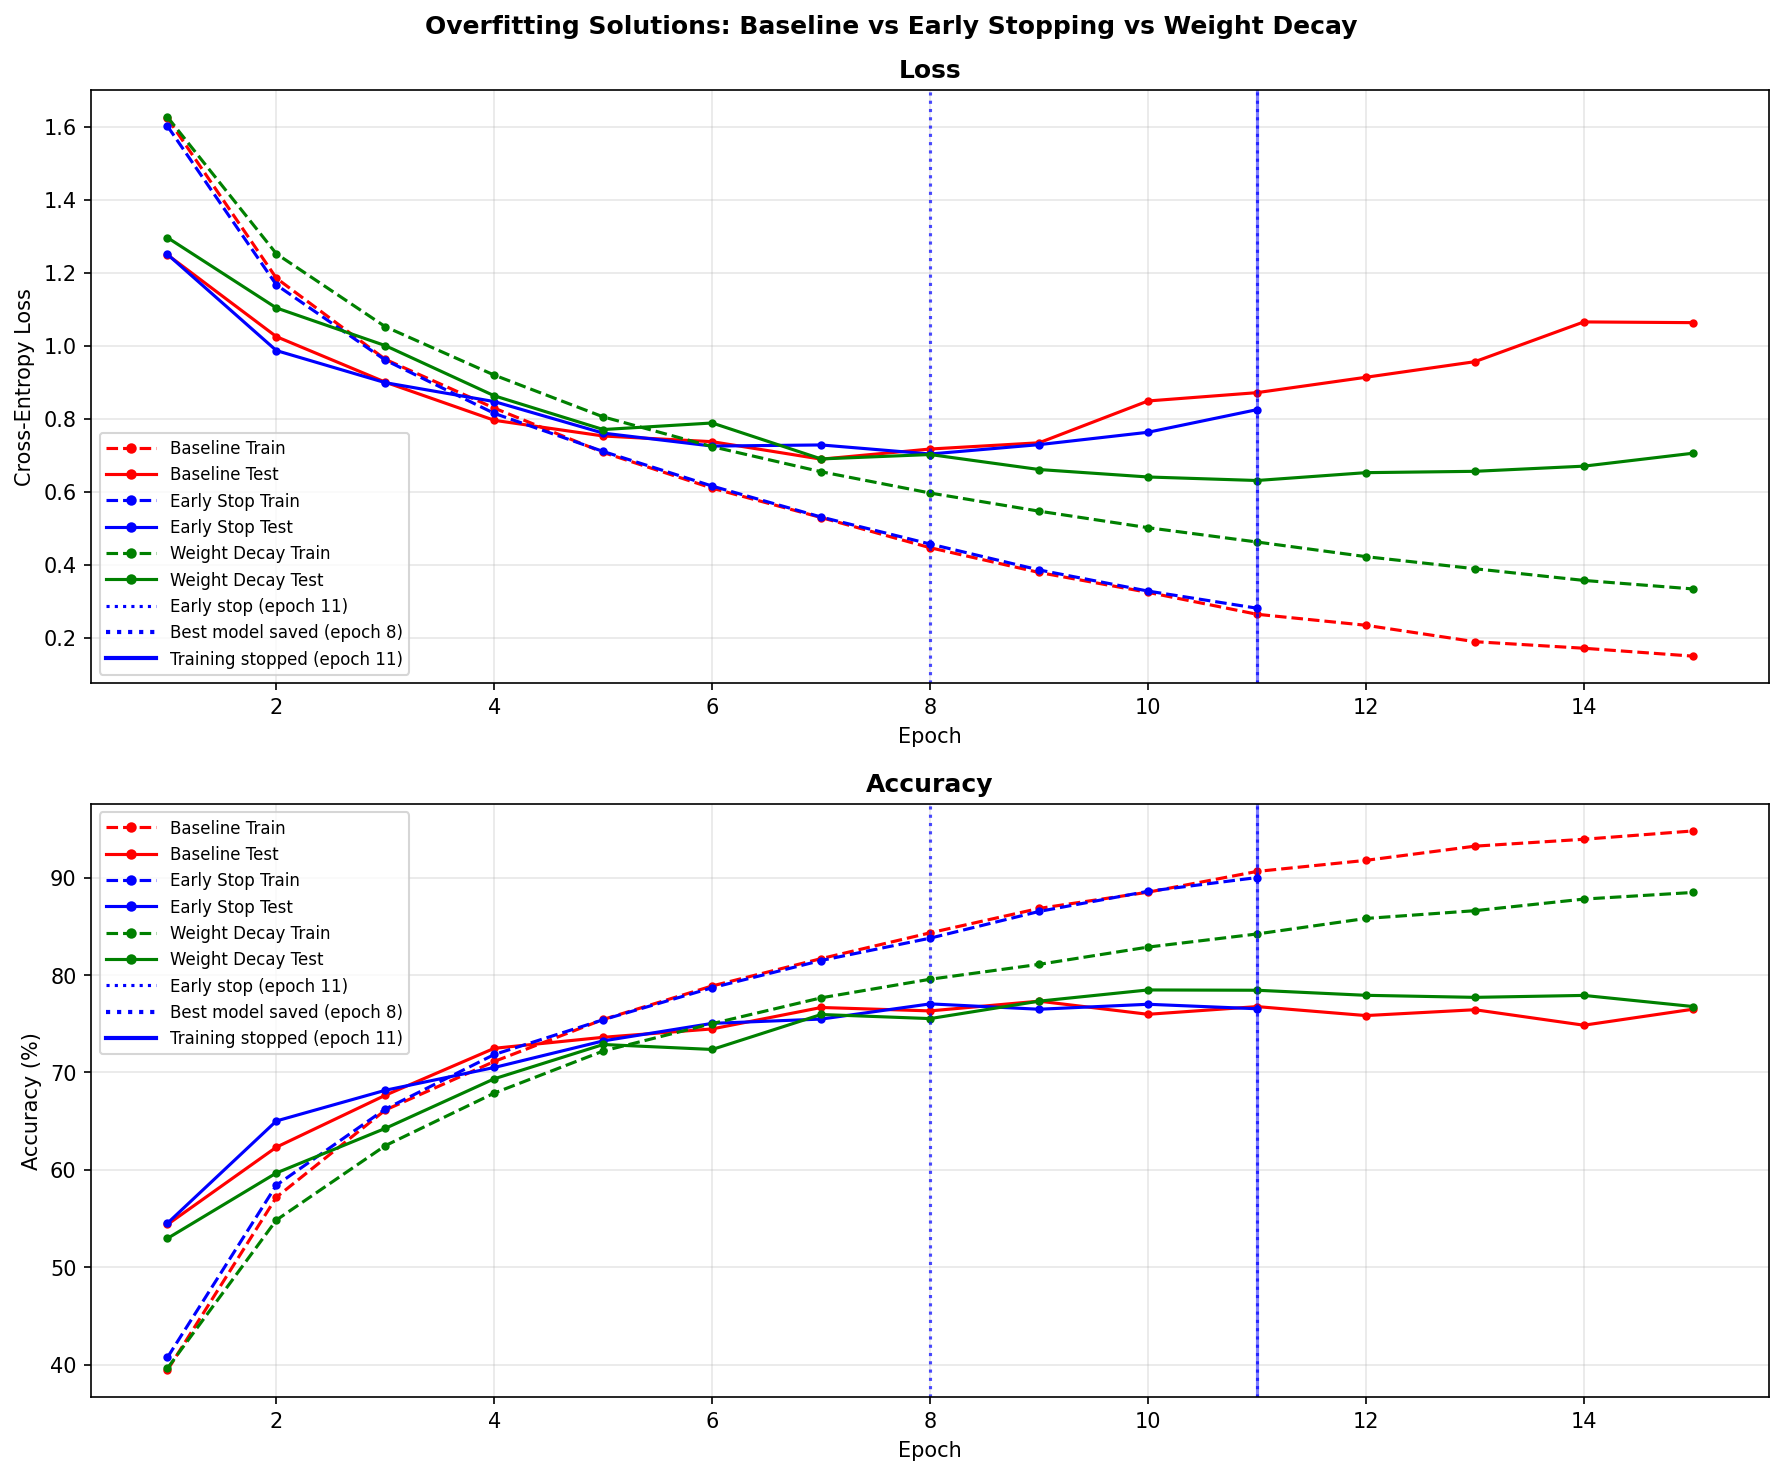 Overfitting Solutions: Baseline vs Early Stopping vs Weight Decay
Loss
Cross-Entropy Loss
1.6
1.4
1.2
1.0
0.8
0.6
0.4
0.2
Baseline Train
Baseline Test
Early Stop Train
Early Stop Test
Weight Decay Train
Weight Decay Test
Early stop (epoch 11)
Best model saved (epoch 8)
Training stopped (epoch 11)
2 4 6 8 10 12 14
Epoch
Accuracy
Accuracy (%)
90
80
70
60
50
40
Baseline Train
Baseline Test
Early Stop Train
Early Stop Test
Weight Decay Train
Weight Decay Test
Early stop (epoch 11)
Best model saved (epoch 8)
Training stopped (epoch 11)
2 4 6 8 10 12 14
Epoch